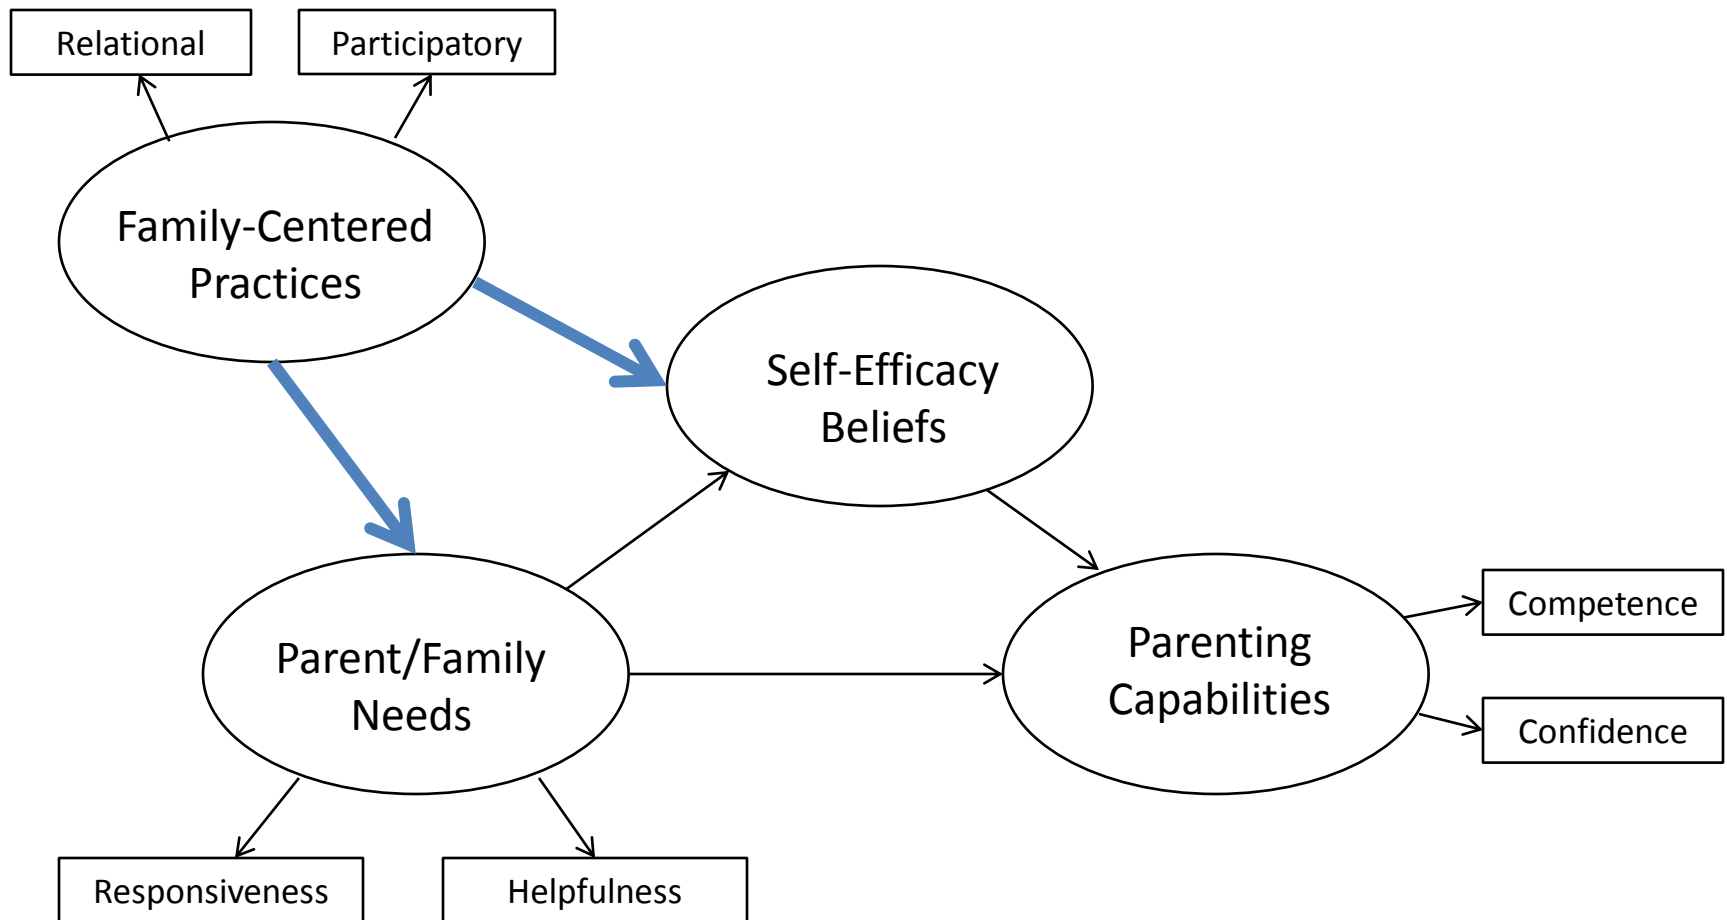 Relational
Participatory
Family-Centered
Practices
Self-Efficacy
Beliefs
Parent/Family
Needs
Parenting
Capabilities
Competence
Confidence
Responsiveness
Helpfulness